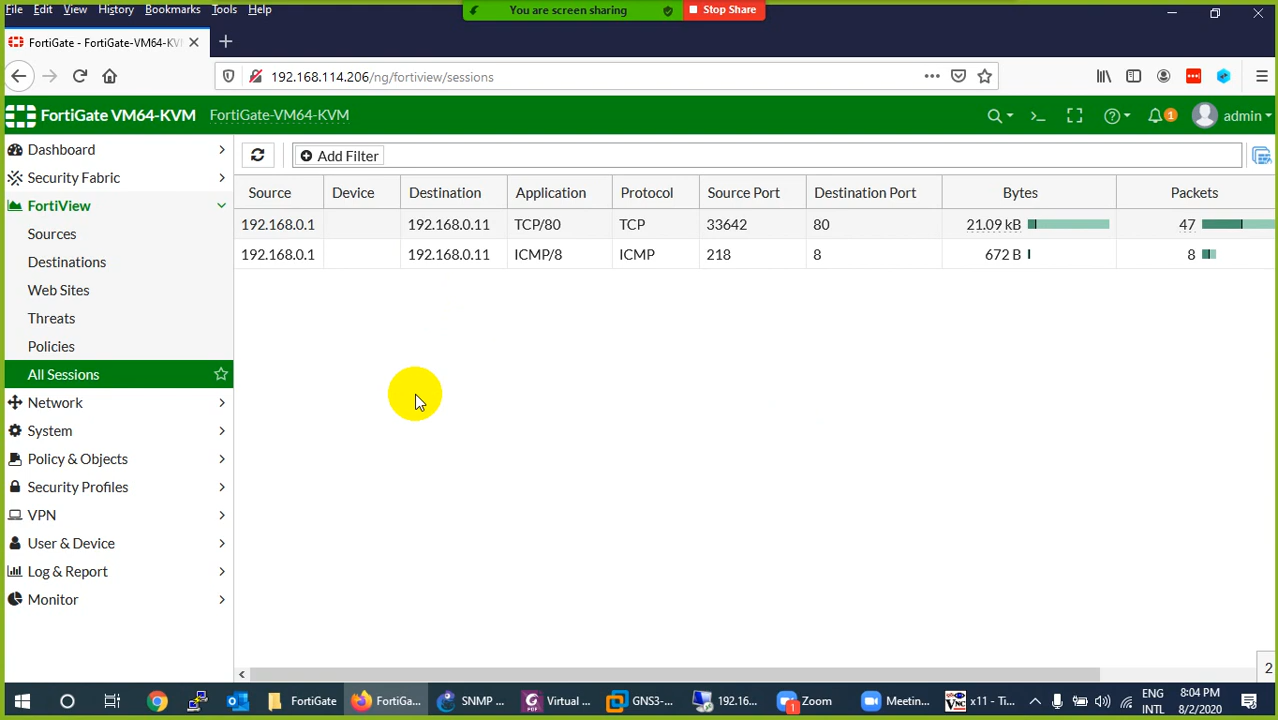 File Edit View History Bookmarks Tools Help
You are screen sharing
Stop Share
FortiGate - FortiGate-VM64-KVM
192.168.114.206/ng/fortiview/sessions
FortiGate VM64-KVM FortiGate-VM64-KVM
1
admin
Dashboard
Security Fabric
FortiView
Sources
Destinations
Web Sites
Threats
Policies
All Sessions
Network
System
Policy & Objects
Security Profiles
VPN
User & Device
Log & Report
Monitor
Add Filter
Source Device Destination Application Protocol Source Port Destination Port Bytes Packets
192.168.0.1 192.168.0.11 TCP/80 TCP 33642 80 21.09 kB 47
192.168.0.1 192.168.0.11 ICMP/8 ICMP 218 8 672 B 8
2
FortiGate FortiGa... SNMP ... Virtual ... GNS3-... 192.16... 1 Zoom Meetin... x11 - Ti...
ENG
INTL
8:04 PM
8/2/2020